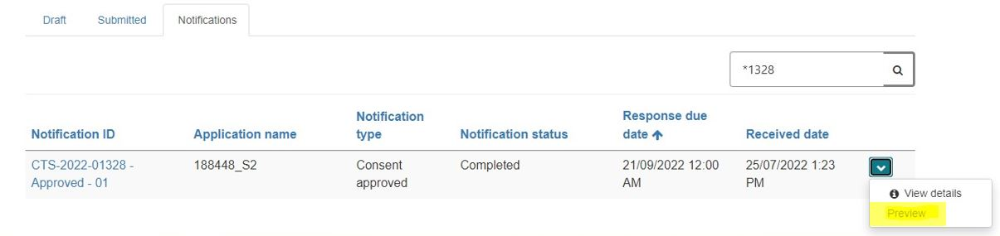 Draft Submitted Notifications
*1328
Notification ID Application name Notification type Notification status Response due date Received date
CTS-2022-01328 - 188448_S2 Consent Completed 21/09/2022 12:00 25/07/2022 1:23
Approved - 01 approved AM PM
View details
Preview